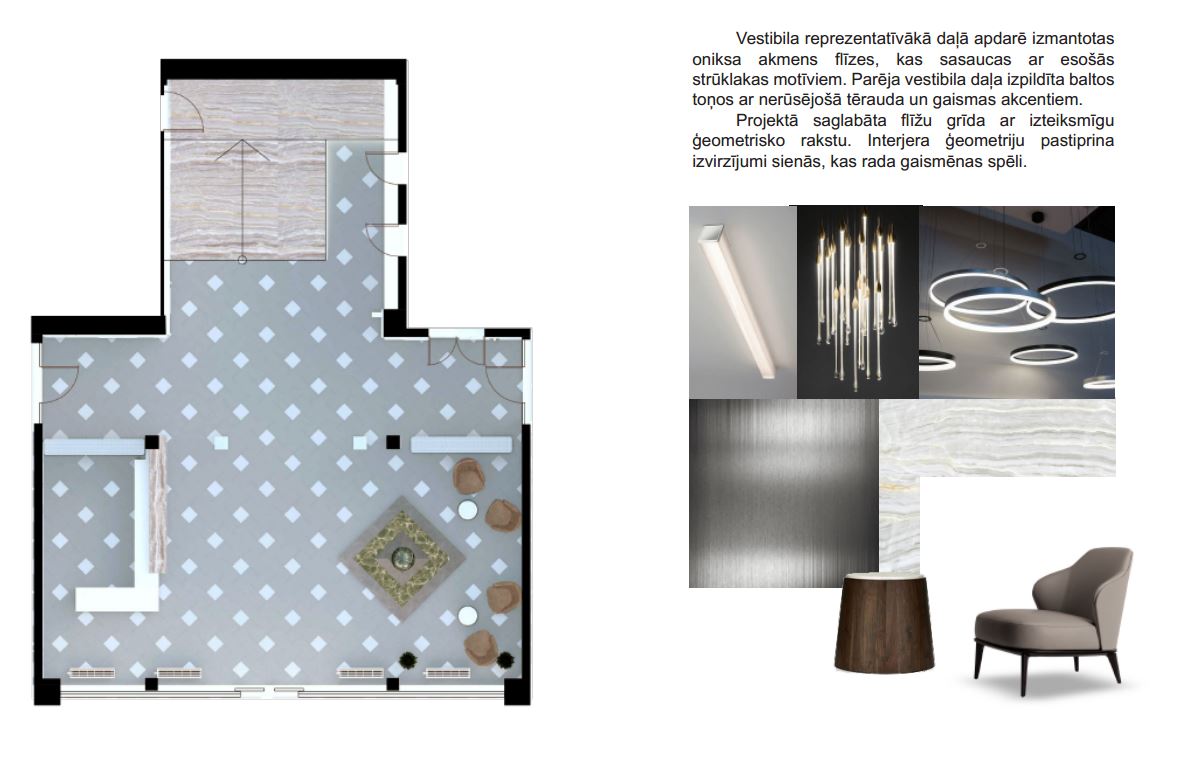 Vestibila reprezentatīvākā daļā apdarē izmantotas
oniksa akmens flīzes, kas sasaucas ar esošās
strūklakas motīviem. Parēja vestibila daļa izpildīta baltos
toņos ar nerūsējošā tērauda un gaismas akcentiem.
Projektā saglabāta flīžu grīda ar izteiksmīgu
ģeometrisko rakstu. Interjera ģeometriju pastiprina
izvirzījumi sienās, kas rada gaismēnas spēli.